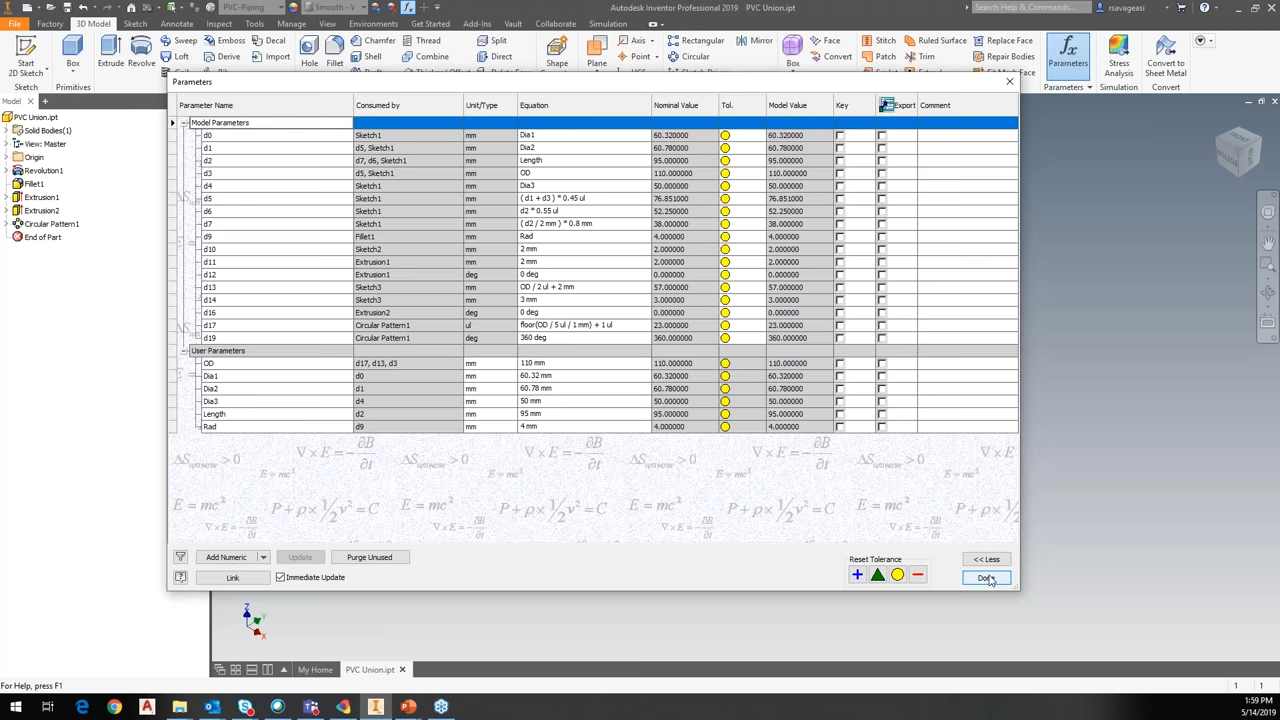 PVC-Piping
Smooth -
Autodesk Inventor Professional 2019 PVC Union.ipt
Search Help & Commands...
rsavageasi
File
Factory
3D Model
Sketch
Annotate
Inspect
Tools
Manage
View
Environments
Get Started
Add-Ins
Vault
Collaborate
Simulation
Start
2D Sketch
Box
Primitives
Extrude
Revolve
Sweep
Emboss
Decal
Loft
Derive
Import
Hole
Fillet
Chamfer
Thread
Split
Shell
Combine
Direct
Shape
Plane
Axis
Point
Rectangular
Mirror
Circular
Box
Face
Convert
Stitch
Ruled Surface
Replace Face
Patch
Trim
Repair Bodies
fx
Parameters
Parameters
Stress
Analysis
Simulation
Convert to
Sheet Metal
Convert
Model
PVC Union.ipt
Solid Bodies(1)
View: Master
Origin
Revolution1
Fillet1
Extrusion1
Extrusion2
Circular Pattern1
End of Part
Parameters
Parameter Name Consumed by Unit/Type Equation Nominal Value Tol. Model Value Key Export Comment
Model Parameters
d0 Sketch1 mm Dia1 60.320000 60.320000
d1 d5, Sketch1 mm Dia2 60.780000 60.780000
d2 d7, d6, Sketch1 mm Length 95.000000 95.000000
d3 d5, Sketch1 mm OD 110.000000 110.000000
d4 Sketch1 mm Dia3 50.000000 50.000000
d5 Sketch1 mm ( d1 + d3 ) * 0.45 ul 76.851000 76.851000
d6 Sketch1 mm d2 * 0.55 ul 52.250000 52.250000
d7 Sketch1 mm ( d2 / 2 mm ) * 0.8 mm 38.000000 38.000000
d9 Fillet1 mm Rad 4.000000 4.000000
d10 Sketch2 mm 2 mm 2.000000 2.000000
d11 Extrusion1 mm 2 mm 2.000000 2.000000
d12 Extrusion1 deg 0 deg 0.000000 0.000000
d13 Sketch3 mm OD / 2 ul + 2 mm 57.000000 57.000000
d14 Sketch3 mm 3 mm 3.000000 3.000000
d16 Extrusion2 deg 0 deg 0.000000 0.000000
d17 Circular Pattern1 ul floor(OD / 5 ul / 1 mm) + 1 ul 23.000000 23.000000
d19 Circular Pattern1 deg 360 deg 360.000000 360.000000
User Parameters
OD d17, d13, d3 mm 110 mm 110.000000 110.000000
Dia1 d0 mm 60.32 mm 60.320000 60.320000
Dia2 d1 mm 60.78 mm 60.780000 60.780000
Dia3 d4 mm 50 mm 50.000000 50.000000
Length d2 mm 95 mm 95.000000 95.000000
Rad d9 mm 4 mm 4.000000 4.000000
Add Numeric
Update
Purge Unused
Reset Tolerance
<< Less
Link
Immediate Update
My Home
PVC Union.ipt
For Help, press F1
1 1
1:59 PM
5/14/2019